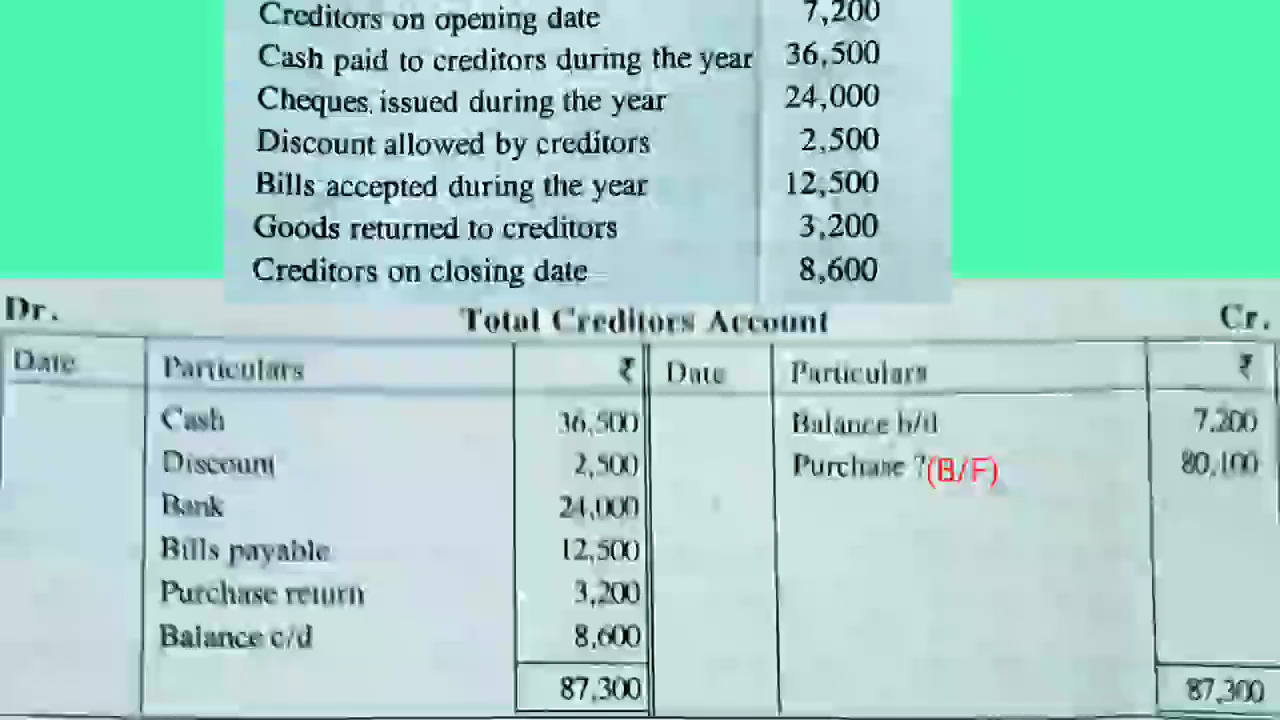 Creditors on opening date 7,200
Cash paid to creditors during the year 36,500
Cheques issued during the year 24,000
Discount allowed by creditors 2,500
Bills accepted during the year 12,500
Goods returned to creditors 3,200
Creditors on closing date 8,600
Dr. Total Creditors Account Cr.
Date Particulars ₹ Date Particulars ₹
Cash 36,500 Balance b/d 7,200
Discount 2,500 Purchase ?(B/F) 80,100
Bank 24,000
Bills payable 12,500
Purchase return 3,200
Balance c/d 8,600
87,300 87,300